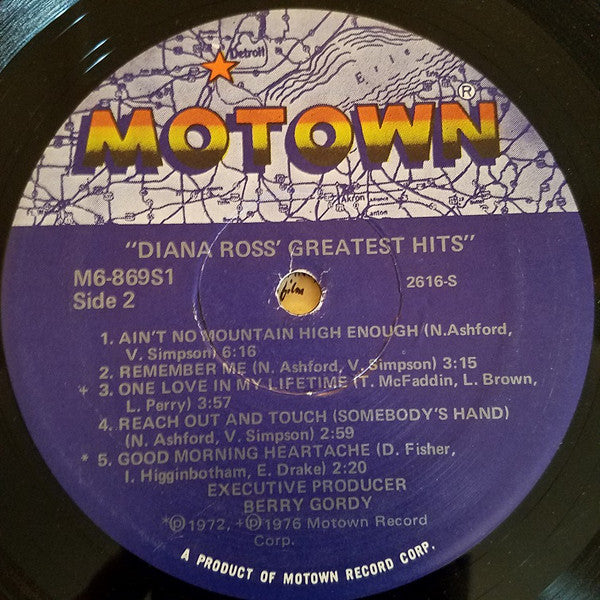 Detroit
Erie
MOTOWN®
Akron
Canton
"DIANA ROSS' GREATEST HITS"
M6-869S1
Side 2
2616-S
film
1. AIN'T NO MOUNTAIN HIGH ENOUGH (N.Ashford,
V. Simpson) 6:16
2. REMEMBER ME (N. Ashford, V. Simpson) 3:15
+ 3. ONE LOVE IN MY LIFETIME (T. McFaddin, L. Brown,
L. Perry) 3:57
4. REACH OUT AND TOUCH (SOMEBODY'S HAND)
(N. Ashford, V. Simpson) 2:59
* 5. GOOD MORNING HEARTACHE (D. Fisher,
I. Higginbotham, E. Drake) 2:20
EXECUTIVE PRODUCER
BERRY GORDY
*℗1972, +℗1976 Motown Record
Corp.
A PRODUCT OF MOTOWN RECORD CORP.